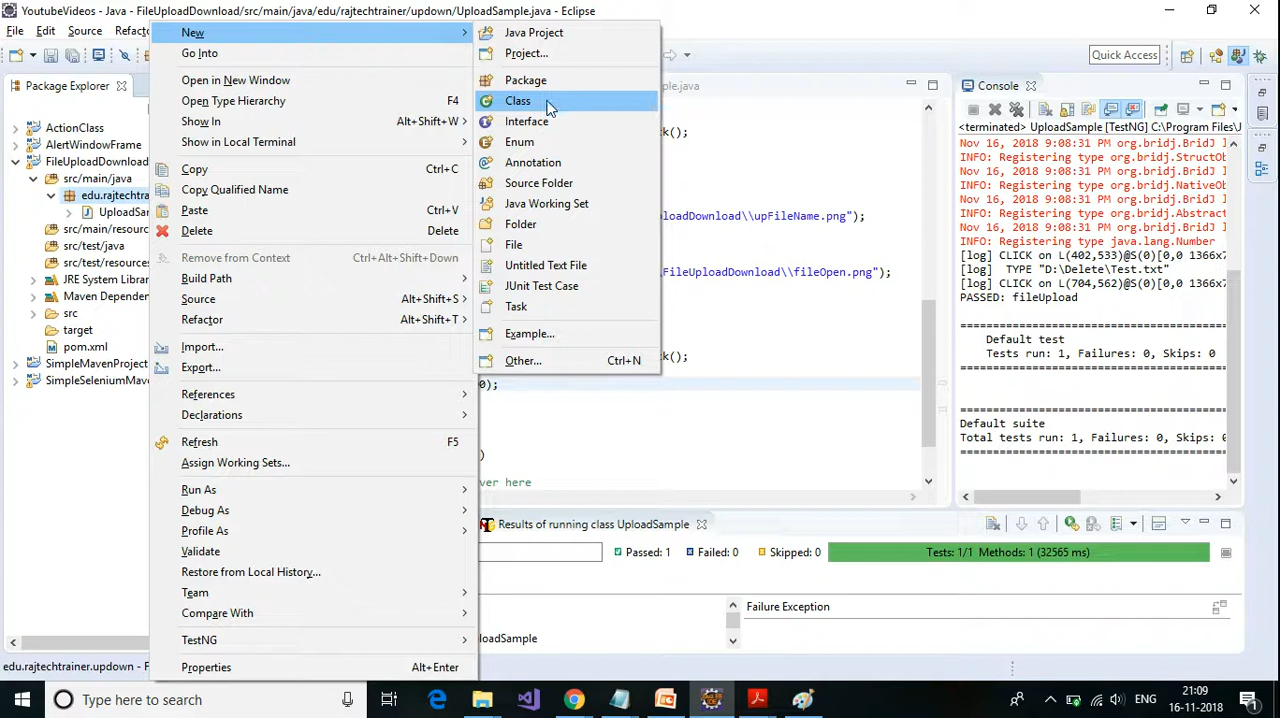 YoutubeVideos - Java - FileUploadDownload/src/main/java/edu/rajtechtrainer/updown/UploadSample.java - Eclipse
File Edit Source Refacto
Quick Access
Package Explorer
ActionClass
AlertWindowFrame
FileUploadDownload
src/main/java
edu.rajtechtra
UploadSar
src/main/resourc
src/test/java
src/test/resources
JRE System Library
Maven Dependen
src
target
pom.xml
SimpleMavenProject
SimpleSeleniumMav
edu.rajtechtrainer.updown - F
New
Go Into
Open in New Window
Open Type Hierarchy F4
Show In Alt+Shift+W
Show in Local Terminal
Copy Ctrl+C
Copy Qualified Name
Paste Ctrl+V
Delete Delete
Remove from Context Ctrl+Alt+Shift+Down
Build Path
Source Alt+Shift+S
Refactor Alt+Shift+T
Import...
Export...
References
Declarations
Refresh F5
Assign Working Sets...
Run As
Debug As
Profile As
Validate
Restore from Local History...
Team
Compare With
TestNG
Properties Alt+Enter
Java Project
Project...
Package
Class
Interface
Enum
Annotation
Source Folder
Java Working Set
Folder
File
Untitled Text File
JUnit Test Case
Task
Example...
Other... Ctrl+N
ple.java
k();
loadDownload\\upFileName.png");
FileUploadDownload\\fileOpen.png");
k();
0);
)
ver here
Console
<terminated> UploadSample [TestNG] C:\Program Files\J
Nov 16, 2018 9:08:31 PM org.bridj.BridJ l
INFO: Registering type org.bridj.StructOb
Nov 16, 2018 9:08:31 PM org.bridj.BridJ l
INFO: Registering type org.bridj.NativeOb
Nov 16, 2018 9:08:31 PM org.bridj.BridJ l
INFO: Registering type org.bridj.Abstrac
Nov 16, 2018 9:08:31 PM org.bridj.BridJ l
INFO: Registering type java.lang.Number
[log] CLICK on L(402,533)@S(0)[0,0 1366x7
[log] TYPE "D:\Delete\Test.txt"
[log] CLICK on L(704,562)@S(0)[0,0 1366x7
PASSED: fileUpload
===============================================
Default test
Tests run: 1, Failures: 0, Skips: 0
===============================================
===============================================
Default suite
Total tests run: 1, Failures: 0, Skips: 0
===============================================
Results of running class UploadSample
Passed: 1 Failed: 0 Skipped: 0 Tests: 1/1 Methods: 1 (32565 ms)
Failure Exception
loadSample
Type here to search
ENG
21:09
16-11-2018
1